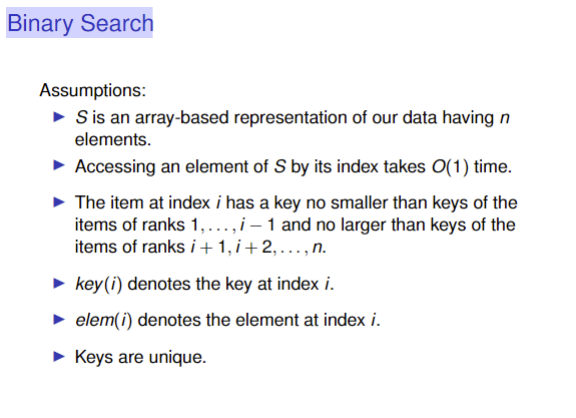 Binary Search
Assumptions:
▶ S is an array-based representation of our data having n
elements.
▶ Accessing an element of S by its index takes O(1) time.
▶ The item at index i has a key no smaller than keys of the
items of ranks 1, . . . , i − 1 and no larger than keys of the
items of ranks i + 1, i + 2, . . . , n.
▶ key(i) denotes the key at index i.
▶ elem(i) denotes the element at index i.
▶ Keys are unique.